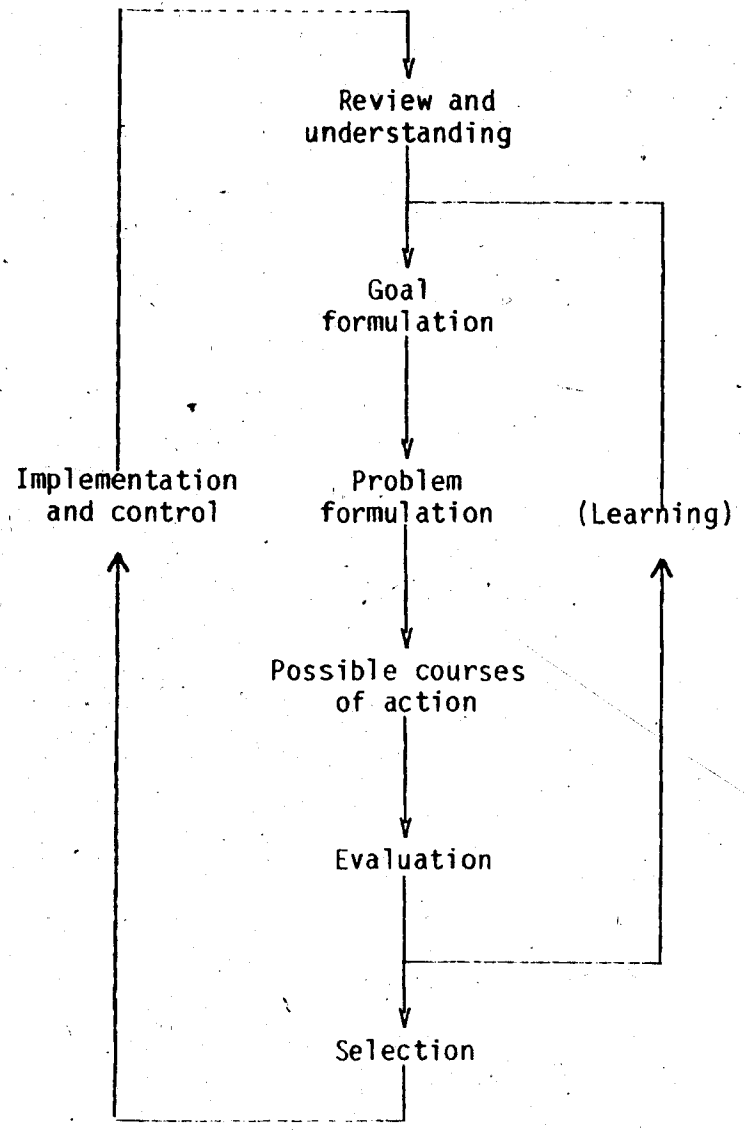 Review and
understanding
Goal
formulation
Implementation
and control
Problem
formulation
(Learning)
Possible courses
of action
Evaluation
Selection